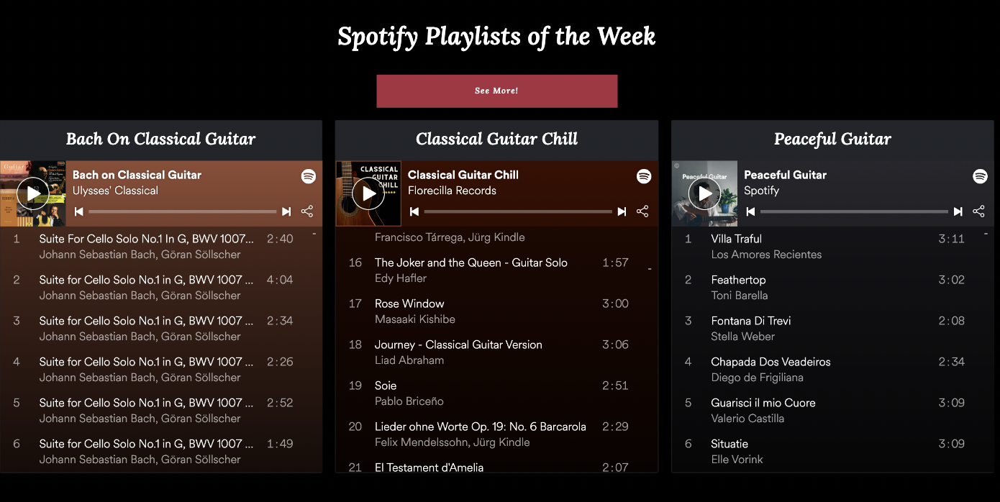 Spotify Playlists of the Week
See More!
Bach On Classical Guitar
Bach on Classical Guitar
Ulysses' Classical
1 Suite For Cello Solo No.1 In G, BWV 1007... 2:40
Johann Sebastian Bach, Göran Söllscher
2 Suite for Cello Solo No.1 in G, BWV 1007 ... 4:04
Johann Sebastian Bach, Göran Söllscher
3 Suite for Cello Solo No.1 in G, BWV 1007 ... 2:34
Johann Sebastian Bach, Göran Söllscher
4 Suite for Cello Solo No.1 in G, BWV 1007 ... 2:26
Johann Sebastian Bach, Göran Söllscher
5 Suite for Cello Solo No.1 in G, BWV 1007 ... 2:52
Johann Sebastian Bach, Göran Söllscher
6 Suite for Cello Solo No.1 in G, BWV 1007 ... 1:49
Johann Sebastian Bach, Göran Söllscher
Classical Guitar Chill
CLASSICAL
GUITAR
CHILL
Classical Guitar Chill
Florecilla Records
Francisco Tárrega, Jürg Kindle
16 The Joker and the Queen - Guitar Solo 1:57
Edy Hafler
17 Rose Window 3:00
Masaaki Kishibe
18 Journey - Classical Guitar Version 3:06
Liad Abraham
19 Soie 2:51
Pablo Briceño
20 Lieder ohne Worte Op. 19: No. 6 Barcarola 2:29
Felix Mendelssohn, Jürg Kindle
21 El Testament d'Amelia 2:07
Peaceful Guitar
Peaceful Guitar
Peaceful Guitar
Spotify
1 Villa Traful 3:11
Los Amores Recientes
2 Feathertop 3:02
Toni Barella
3 Fontana Di Trevi 2:08
Stella Weber
4 Chapada Dos Veadeiros 2:34
Diego de Frigiliana
5 Guarisci il mio Cuore 3:09
Valerio Castilla
6 Situatie 3:09
Elle Vorink